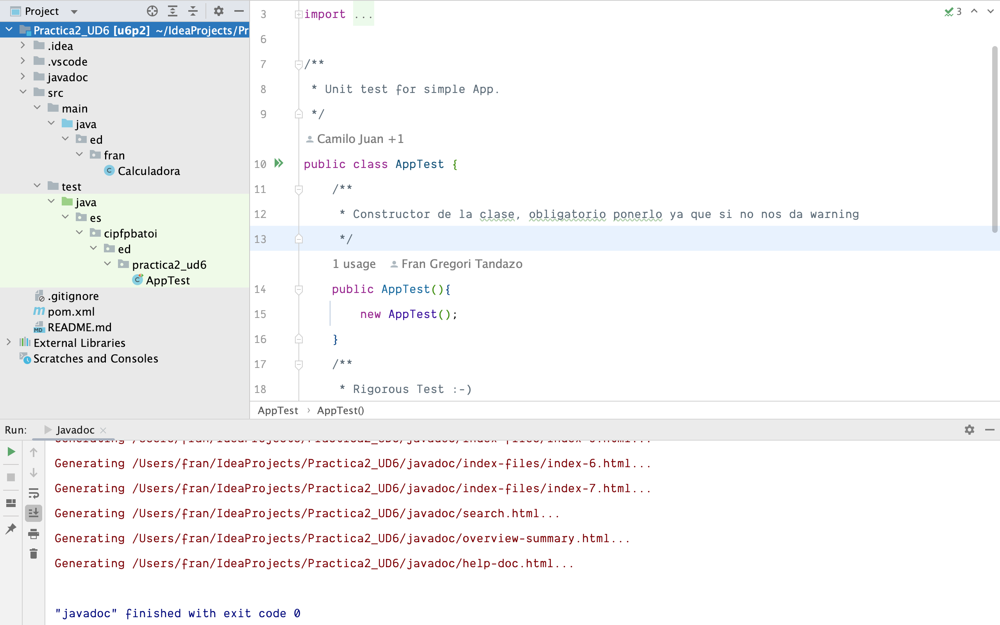 Project
Practica2_UD6 [u6p2] ~/IdeaProjects/Pr
.idea
.vscode
javadoc
src
main
java
ed
fran
Calculadora
test
java
es
cipfpbatoi
ed
practica2_ud6
AppTest
.gitignore
pom.xml
README.md
External Libraries
Scratches and Consoles
3 import ...
3
6
7 /**
8 * Unit test for simple App.
9 */
Camilo Juan +1
10 public class AppTest {
11 /**
12 * Constructor de la clase, obligatorio ponerlo ya que si no nos da warning
13 */
1 usage Fran Gregori Tandazo
14 public AppTest(){
15 new AppTest();
16 }
17 /**
18 * Rigorous Test :-)
AppTest › AppTest()
Run: Javadoc
Generating /Users/fran/IdeaProjects/Practica2_UD6/javadoc/index-files/index-6.html...
Generating /Users/fran/IdeaProjects/Practica2_UD6/javadoc/index-files/index-7.html...
Generating /Users/fran/IdeaProjects/Practica2_UD6/javadoc/search.html...
Generating /Users/fran/IdeaProjects/Practica2_UD6/javadoc/overview-summary.html...
Generating /Users/fran/IdeaProjects/Practica2_UD6/javadoc/help-doc.html...
"javadoc" finished with exit code 0